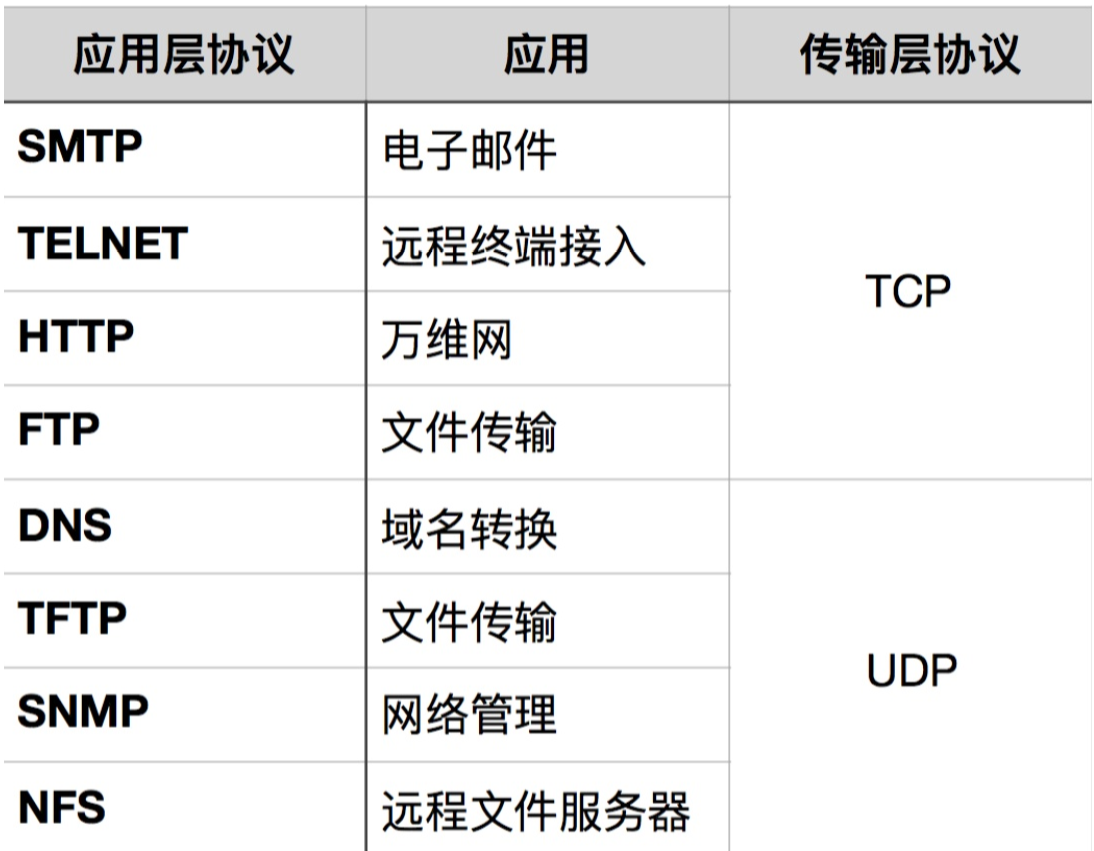 应用层协议 应用 传输层协议
SMTP 电子邮件
TELNET 远程终端接入
TCP
HTTP 万维网
FTP 文件传输
DNS 域名转换
TFTP 文件传输
UDP
SNMP 网络管理
NFS 远程文件服务器